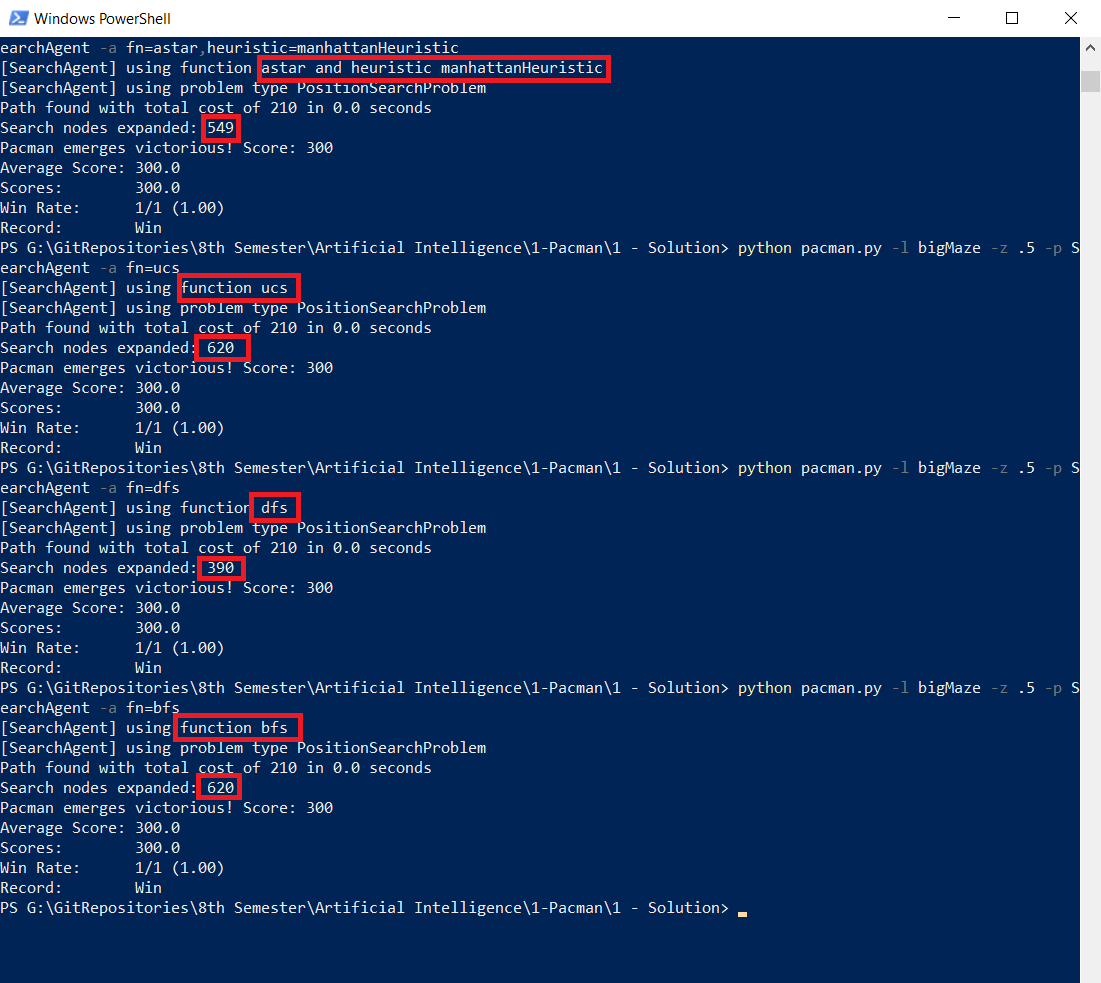 Windows PowerShell
earchAgent -a fn=astar,heuristic=manhattanHeuristic
[SearchAgent] using function astar and heuristic manhattanHeuristic
[SearchAgent] using problem type PositionSearchProblem
Path found with total cost of 210 in 0.0 seconds
Search nodes expanded: 549
Pacman emerges victorious! Score: 300
Average Score: 300.0
Scores:        300.0
Win Rate:      1/1 (1.00)
Record:        Win
PS G:\GitRepositories\8th Semester\Artificial Intelligence\1-Pacman\1 - Solution> python pacman.py -l bigMaze -z .5 -p S
earchAgent -a fn=ucs
[SearchAgent] using function ucs
[SearchAgent] using problem type PositionSearchProblem
Path found with total cost of 210 in 0.0 seconds
Search nodes expanded: 620
Pacman emerges victorious! Score: 300
Average Score: 300.0
Scores:        300.0
Win Rate:      1/1 (1.00)
Record:        Win
PS G:\GitRepositories\8th Semester\Artificial Intelligence\1-Pacman\1 - Solution> python pacman.py -l bigMaze -z .5 -p S
earchAgent -a fn=dfs
[SearchAgent] using function dfs
[SearchAgent] using problem type PositionSearchProblem
Path found with total cost of 210 in 0.0 seconds
Search nodes expanded: 390
Pacman emerges victorious! Score: 300
Average Score: 300.0
Scores:        300.0
Win Rate:      1/1 (1.00)
Record:        Win
PS G:\GitRepositories\8th Semester\Artificial Intelligence\1-Pacman\1 - Solution> python pacman.py -l bigMaze -z .5 -p S
earchAgent -a fn=bfs
[SearchAgent] using function bfs
[SearchAgent] using problem type PositionSearchProblem
Path found with total cost of 210 in 0.0 seconds
Search nodes expanded: 620
Pacman emerges victorious! Score: 300
Average Score: 300.0
Scores:        300.0
Win Rate:      1/1 (1.00)
Record:        Win
PS G:\GitRepositories\8th Semester\Artificial Intelligence\1-Pacman\1 - Solution>